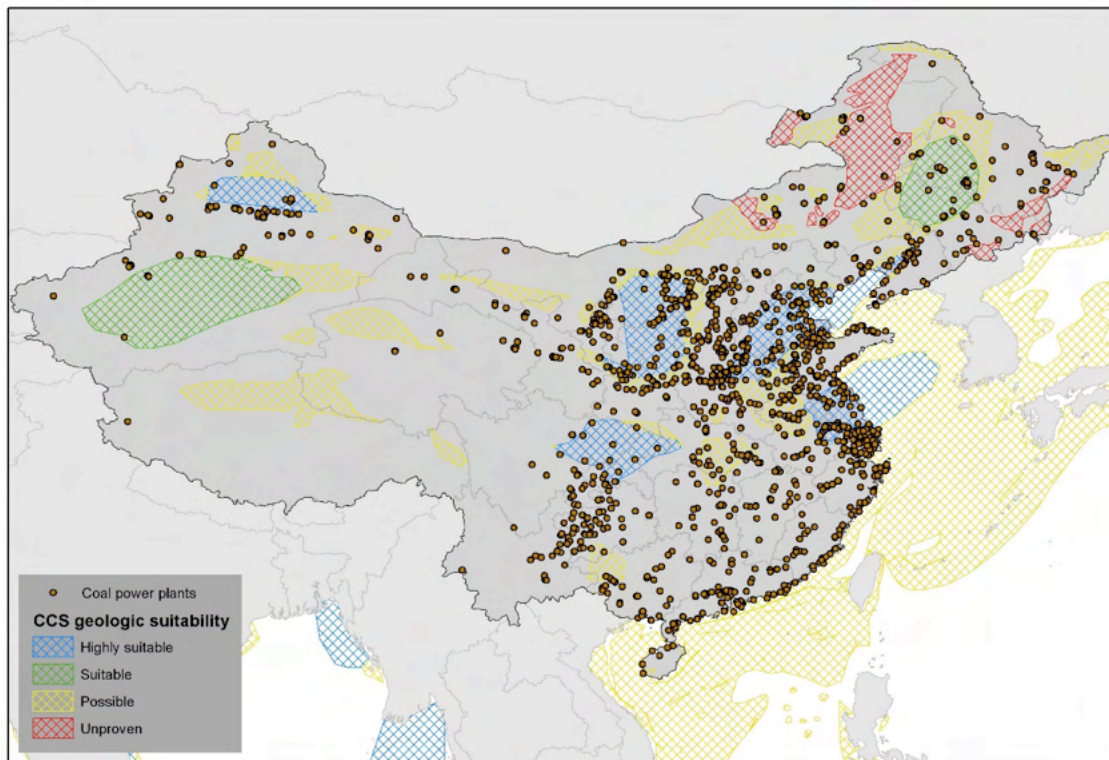 Coal power plants
CCS geologic suitability
Highly suitable
Suitable
Possible
Unproven